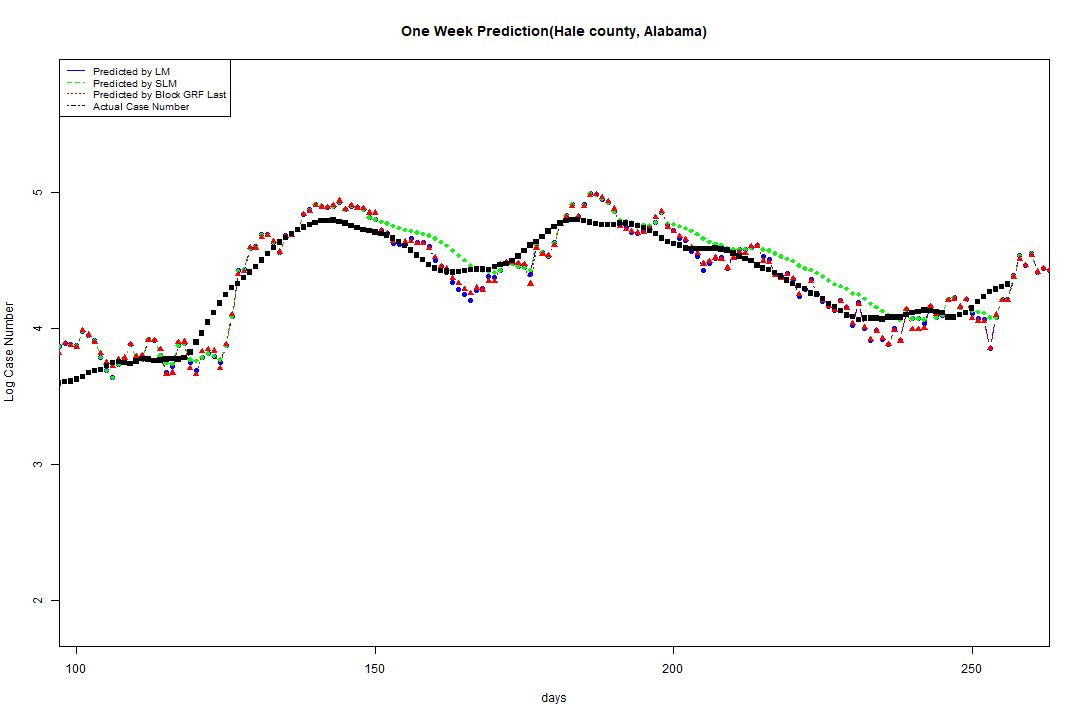 One Week Prediction(Hale county, Alabama)
Predicted by LM
Predicted by SLM
Predicted by Block GRF Last
Actual Case Number
5
4
3
2
Log Case Number
100 150 200 250
days